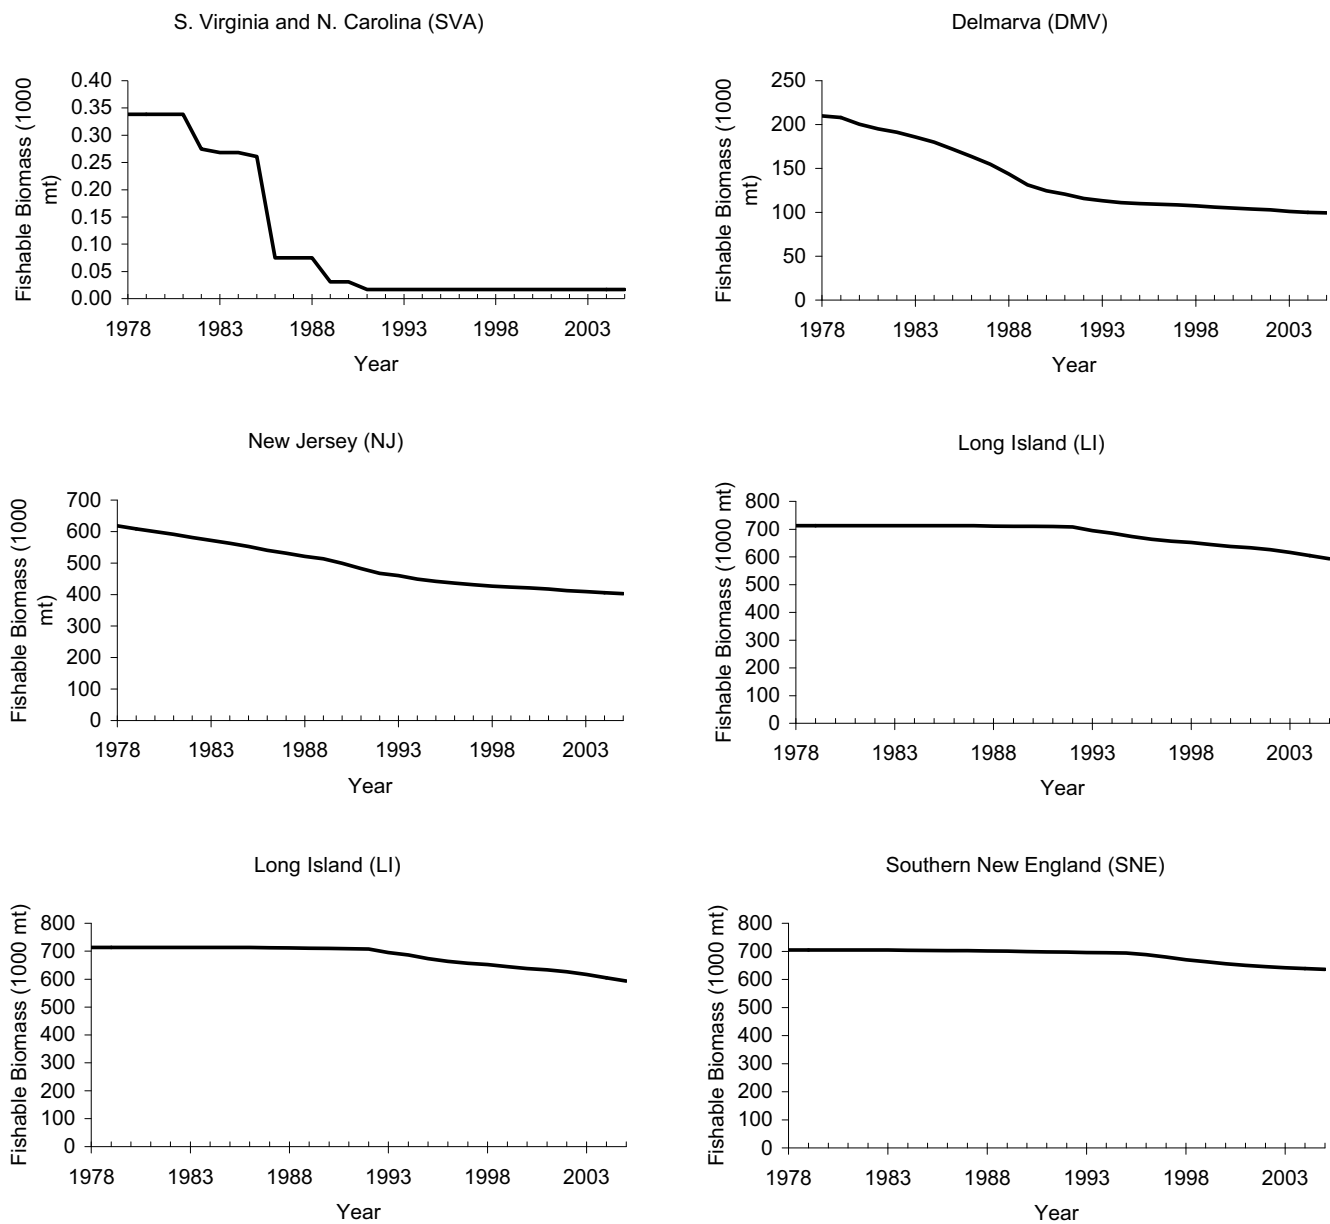 S. Virginia and N. Carolina (SVA)
Fishable Biomass (1000
mt)
0.40
0.35
0.30
0.25
0.20
0.15
0.10
0.05
0.00
1978 1983 1988 1993 1998 2003
Year
Delmarva (DMV)
Fishable Biomass (1000
mt)
250
200
150
100
50
0
1978 1983 1988 1993 1998 2003
Year
New Jersey (NJ)
Fishable Biomass (1000
mt)
700
600
500
400
300
200
100
0
1978 1983 1988 1993 1998 2003
Year
Long Island (LI)
Fishable Biomass (1000 mt)
800
700
600
500
400
300
200
100
0
1978 1983 1988 1993 1998 2003
Year
Long Island (LI)
Fishable Biomass (1000 mt)
800
700
600
500
400
300
200
100
0
1978 1983 1988 1993 1998 2003
Year
Southern New England (SNE)
Fishable Biomass (1000 mt)
800
700
600
500
400
300
200
100
0
1978 1983 1988 1993 1998 2003
Year